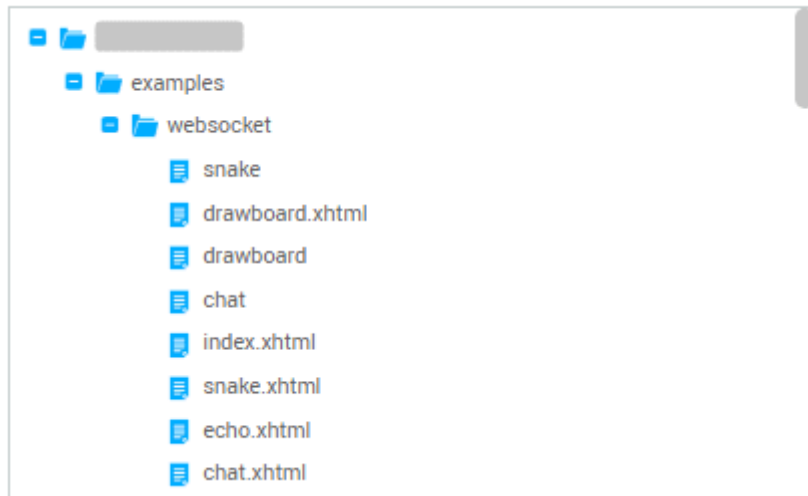 examples
websocket
snake
drawboard.xhtml
drawboard
chat
index.xhtml
snake.xhtml
echo.xhtml
chat.xhtml